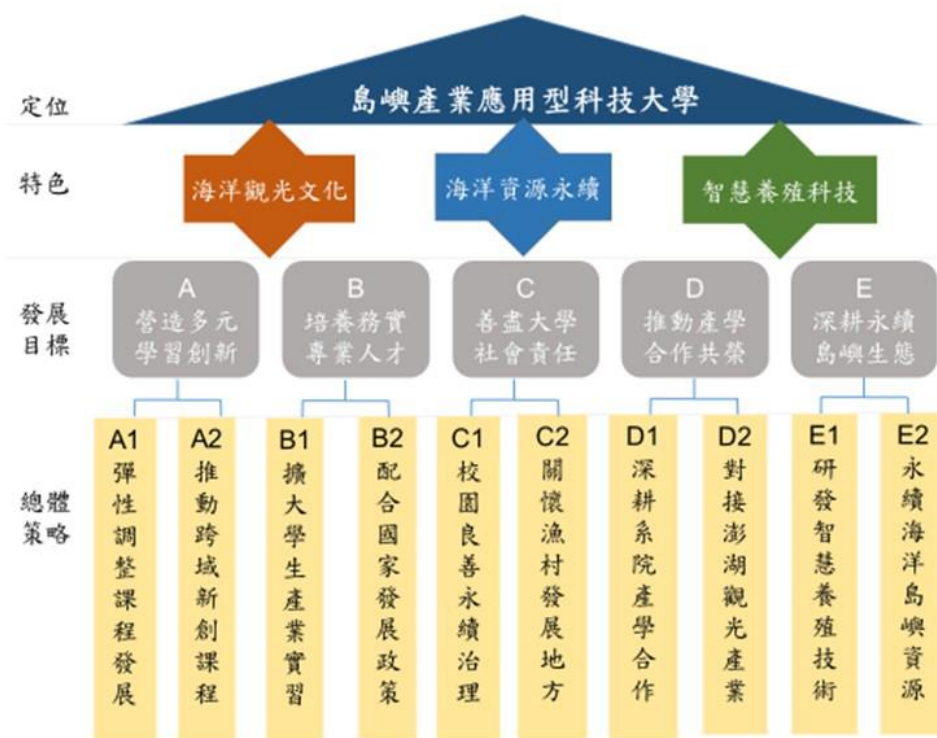 定位
島嶼產業應用型科技大學
特色
海洋觀光文化
海洋資源永續
智慧養殖科技
發展
目標
A
營造多元
學習創新
B
培養務實
專業人才
C
善盡大學
社會責任
D
推動產學
合作共榮
E
深耕永續
島嶼生態
總體
策略
A1
彈性調整課程發展
A2
推動跨域新創課程
B1
擴大學生產業實習
B2
配合國家發展政策
C1
校園良善永續治理
C2
關懷漁村發展地方
D1
深耕系院產學合作
D2
對接澎湖觀光產業
E1
研發智慧養殖技術
E2
永續海洋島嶼資源